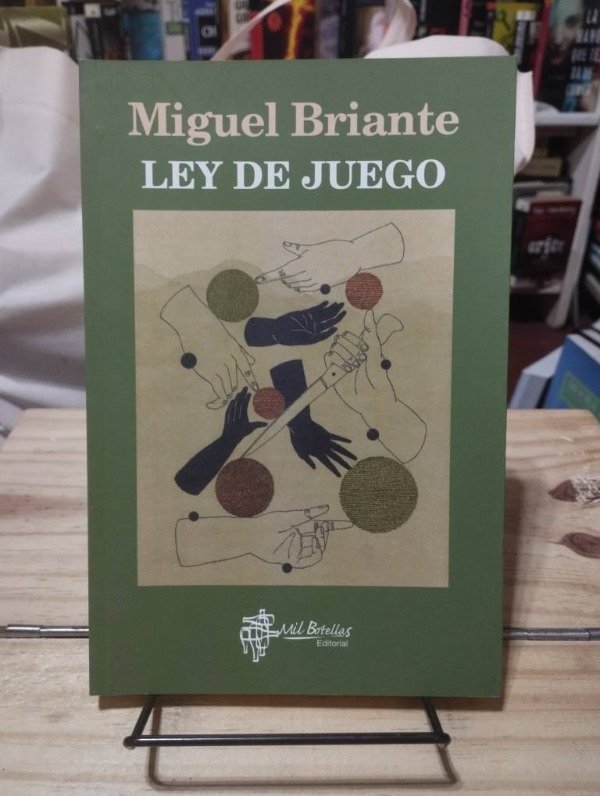 Miguel Briante
LEY DE JUEGO
Mil Botellas
Editorial